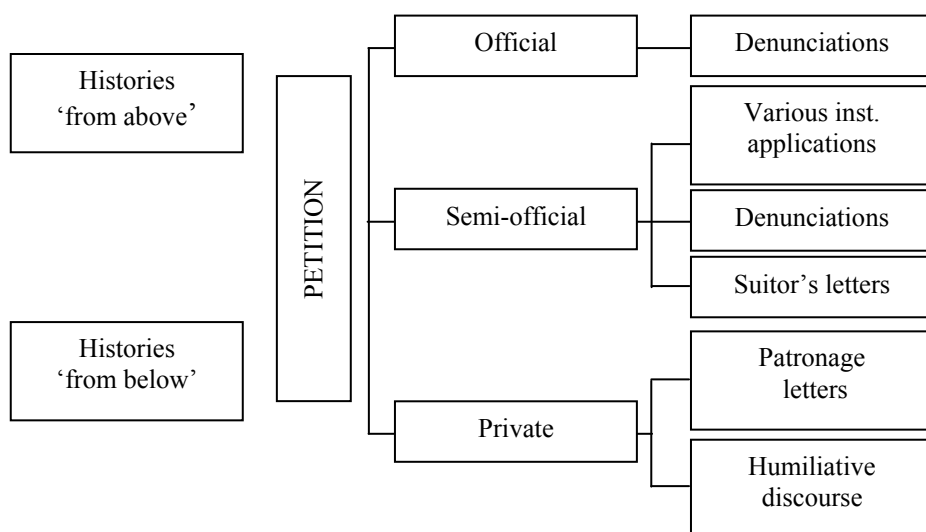 Histories
‘from above’
Histories
‘from below’
PETITION
Official
Semi-official
Private
Denunciations
Various inst.
applications
Denunciations
Suitor’s letters
Patronage
letters
Humiliative
discourse